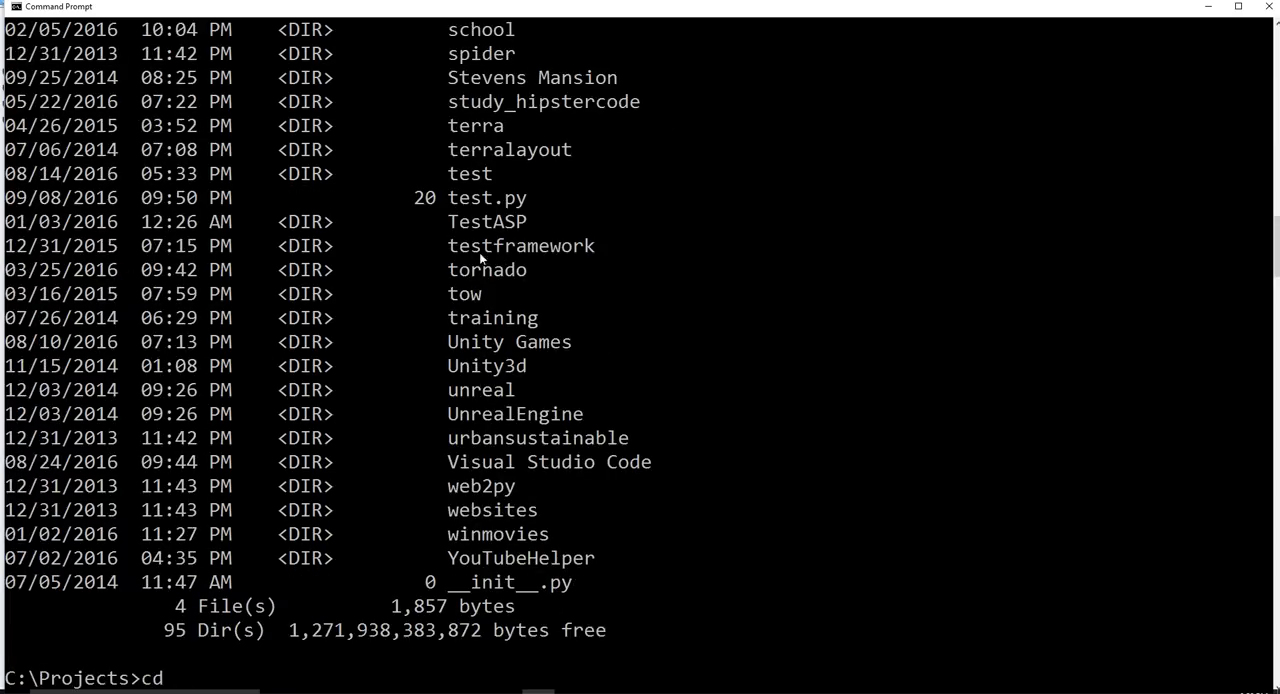 Command Prompt
02/05/2016  10:04 PM    <DIR>          school
12/31/2013  11:42 PM    <DIR>          spider
09/25/2014  08:25 PM    <DIR>          Stevens Mansion
05/22/2016  07:22 PM    <DIR>          study_hipstercode
04/26/2015  03:52 PM    <DIR>          terra
07/06/2014  07:08 PM    <DIR>          terralayout
08/14/2016  05:33 PM    <DIR>          test
09/08/2016  09:50 PM                20 test.py
01/03/2016  12:26 AM    <DIR>          TestASP
12/31/2015  07:15 PM    <DIR>          testframework
03/25/2016  09:42 PM    <DIR>          tornado
03/16/2015  07:59 PM    <DIR>          tow
07/26/2014  06:29 PM    <DIR>          training
08/10/2016  07:13 PM    <DIR>          Unity Games
11/15/2014  01:08 PM    <DIR>          Unity3d
12/03/2014  09:26 PM    <DIR>          unreal
12/03/2014  09:26 PM    <DIR>          UnrealEngine
12/31/2013  11:42 PM    <DIR>          urbansustainable
08/24/2016  09:44 PM    <DIR>          Visual Studio Code
12/31/2013  11:43 PM    <DIR>          web2py
12/31/2013  11:43 PM    <DIR>          websites
01/02/2016  11:27 PM    <DIR>          winmovies
07/02/2016  04:35 PM    <DIR>          YouTubeHelper
07/05/2014  11:47 AM                 0 __init__.py
4 File(s)          1,857 bytes
95 Dir(s)  1,271,938,383,872 bytes free
C:\Projects>cd